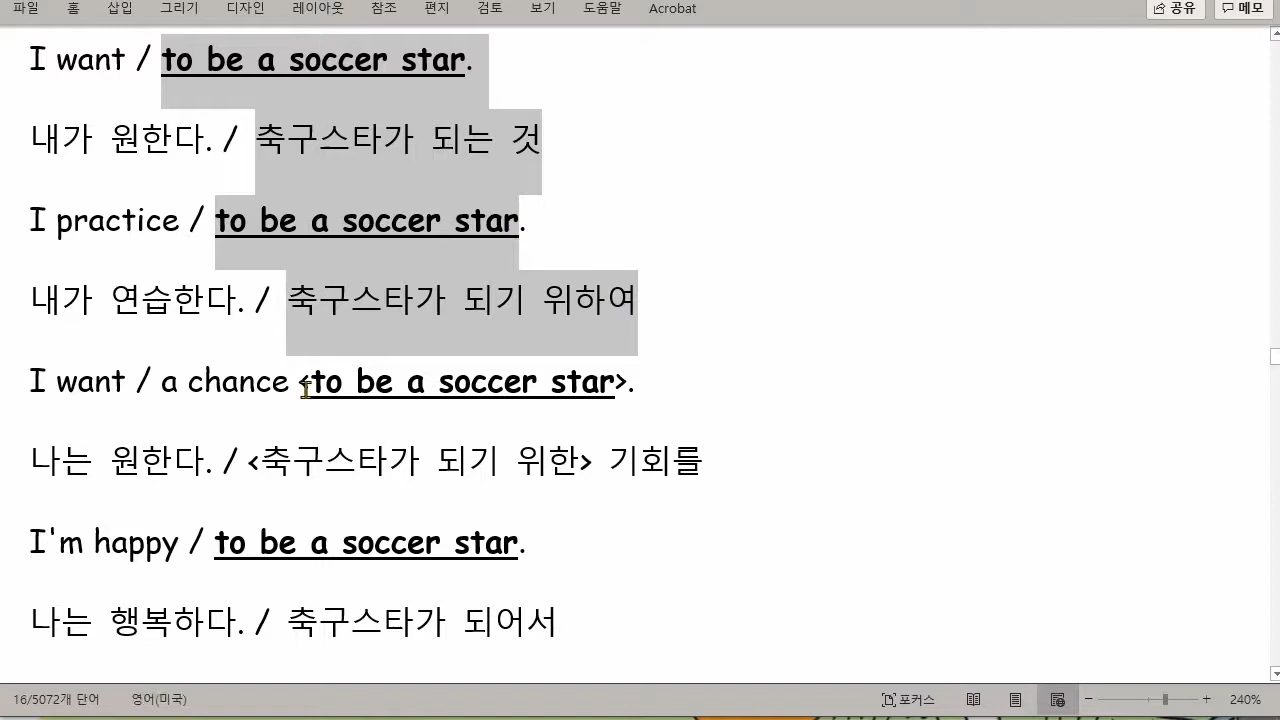 파일 홈 삽입 그리기 디자인 레이아웃 참조 편지 검토 보기 도움말 Acrobat 공유 메모
I want / to be a soccer star.
내가 원한다. / 축구스타가 되는 것
I practice / to be a soccer star.
내가 연습한다. / 축구스타가 되기 위하여
I want / a chance <to be a soccer star>.
나는 원한다. / <축구스타가 되기 위한> 기회를
I'm happy / to be a soccer star.
나는 행복하다. / 축구스타가 되어서
16/5072개 단어 영어(미국) 포커스 240%